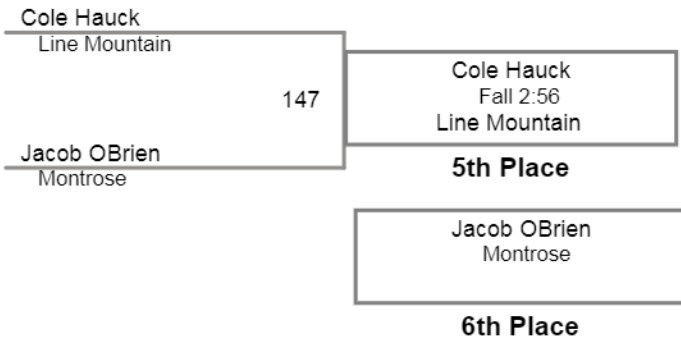 Cole Hauck
Line Mountain
147
Jacob OBrien
Montrose
Cole Hauck
Fall 2:56
Line Mountain
5th Place
Jacob OBrien
Montrose
6th Place